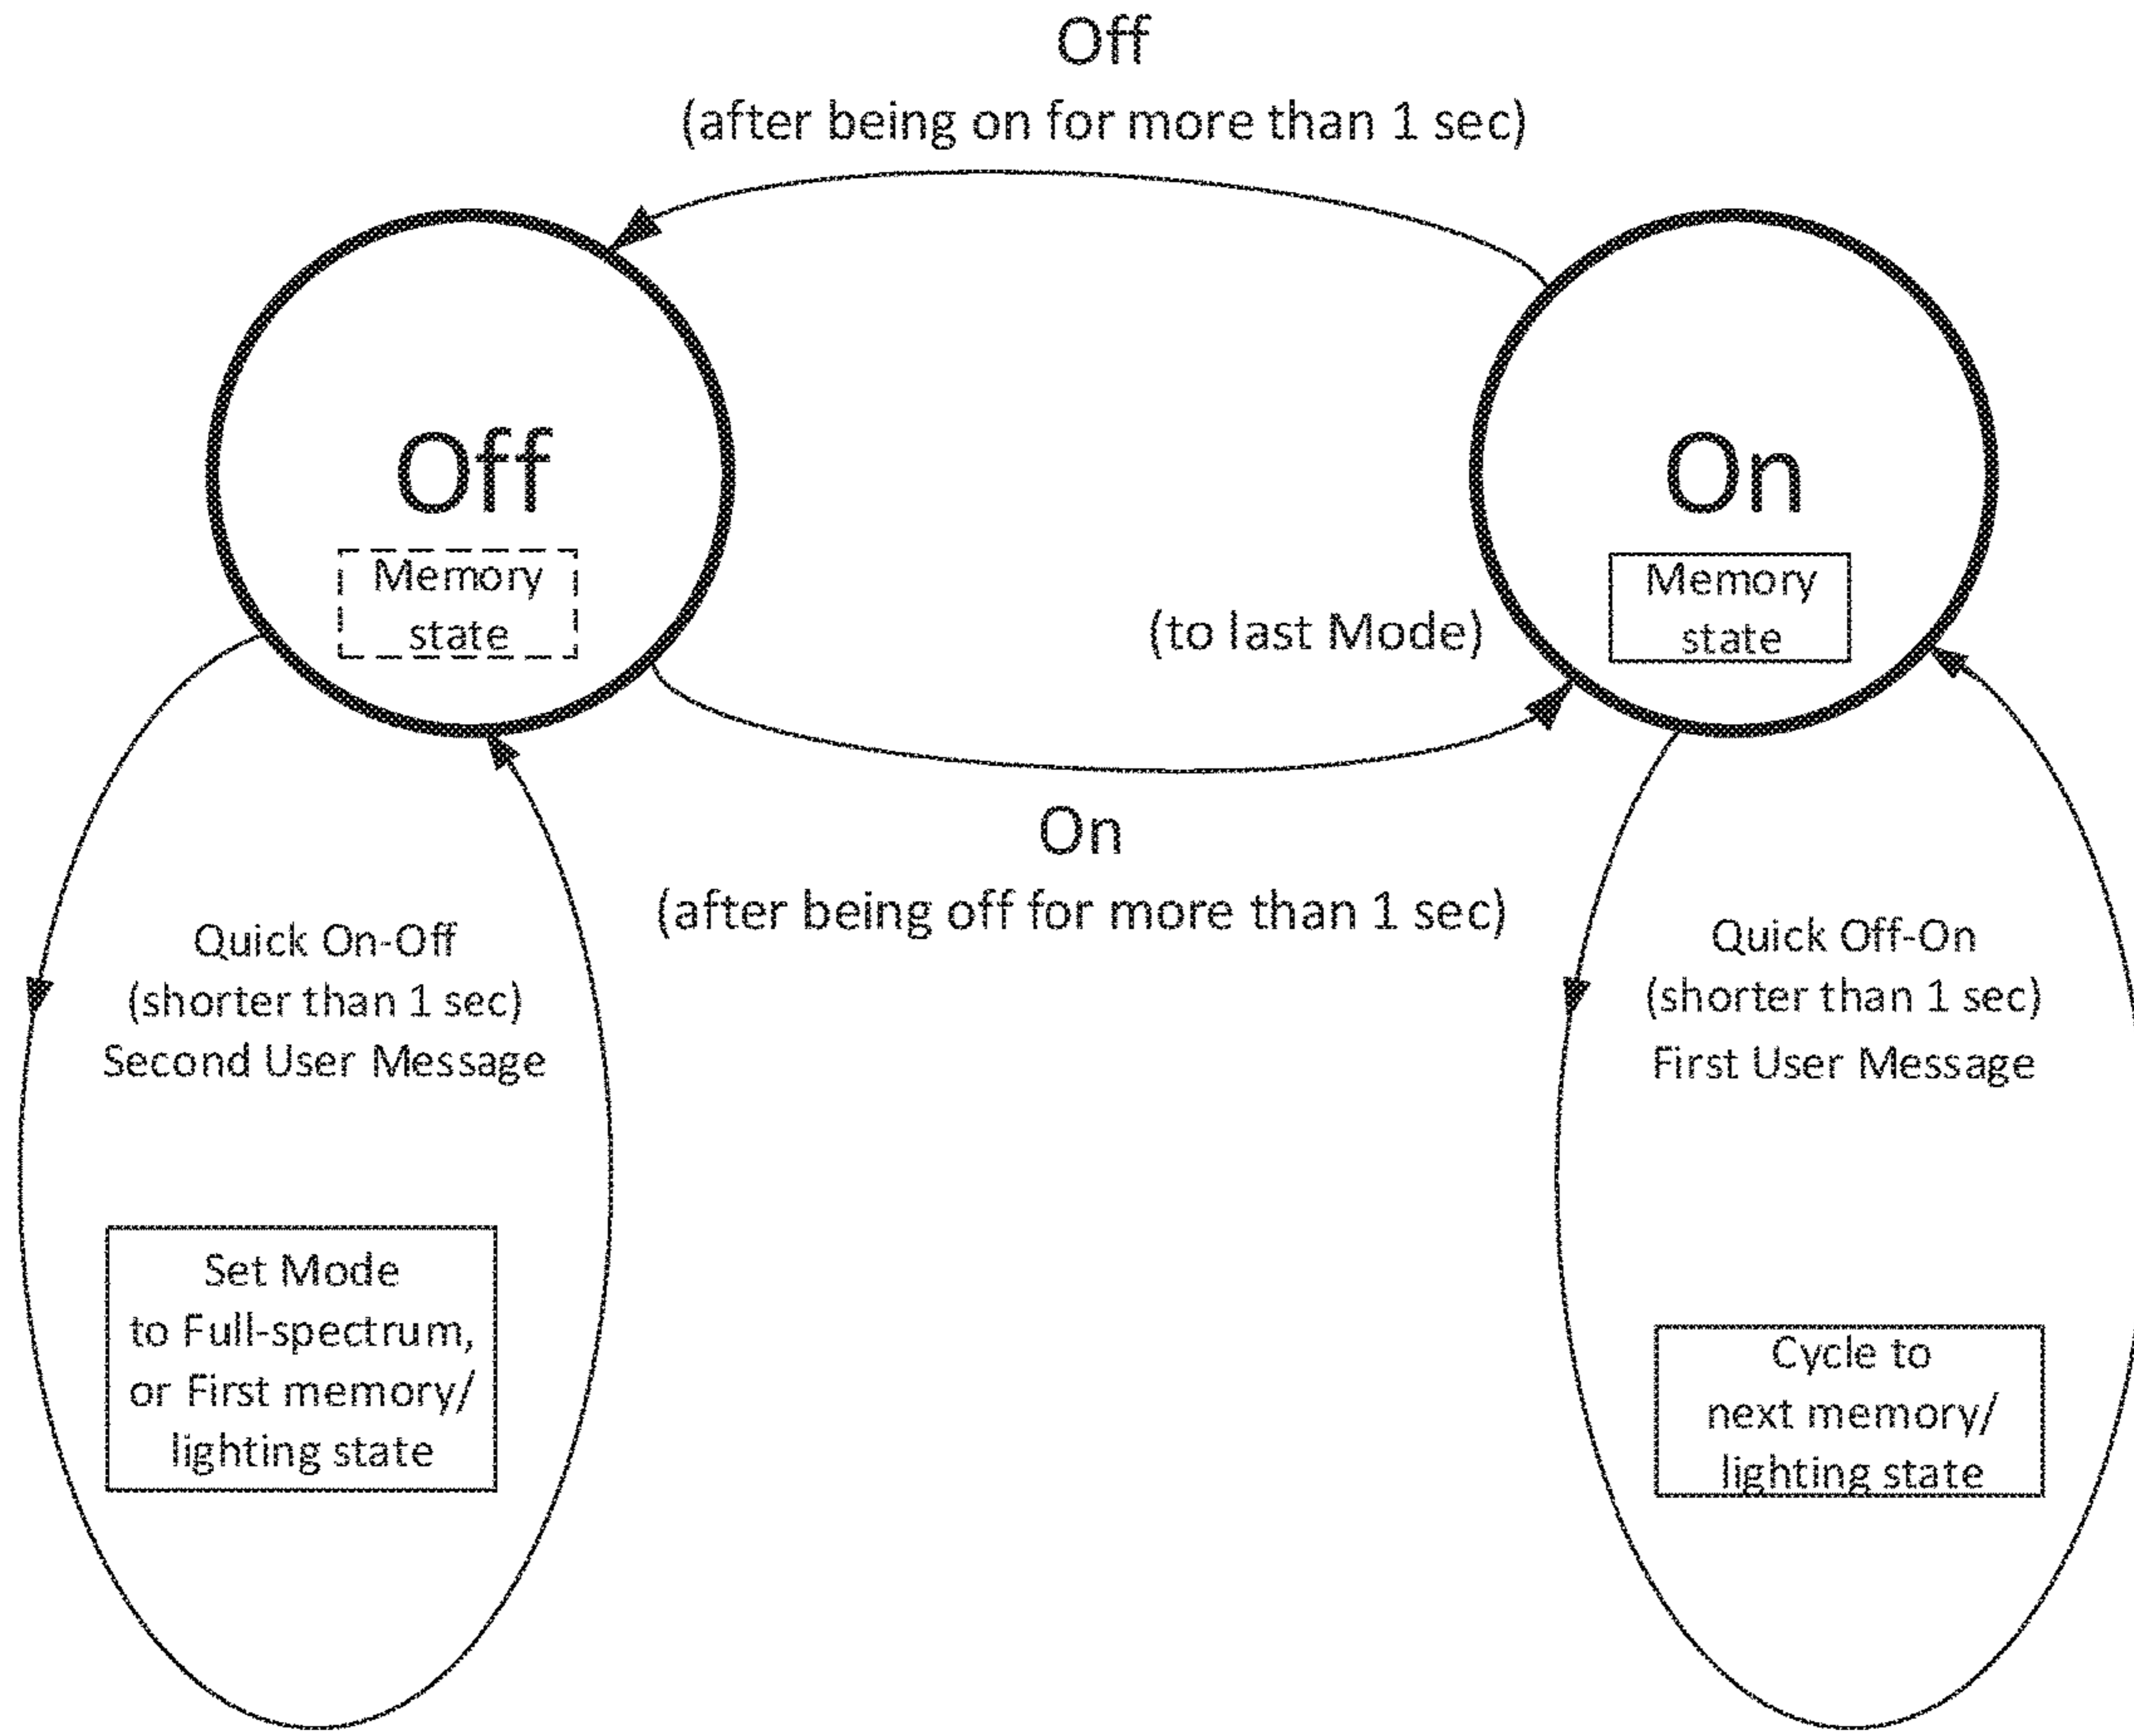 Off
(after being on for more than 1 sec)
Off
Memory
state
On
Memory
state
(to last Mode)
On
(after being off for more than 1 sec)
Quick On-Off
(shorter than 1 sec)
Second User Message
Set Mode
to Full-spectrum,
or First memory/
lighting state
Quick Off-On
(shorter than 1 sec)
First User Message
Cycle to
next memory/
lighting state